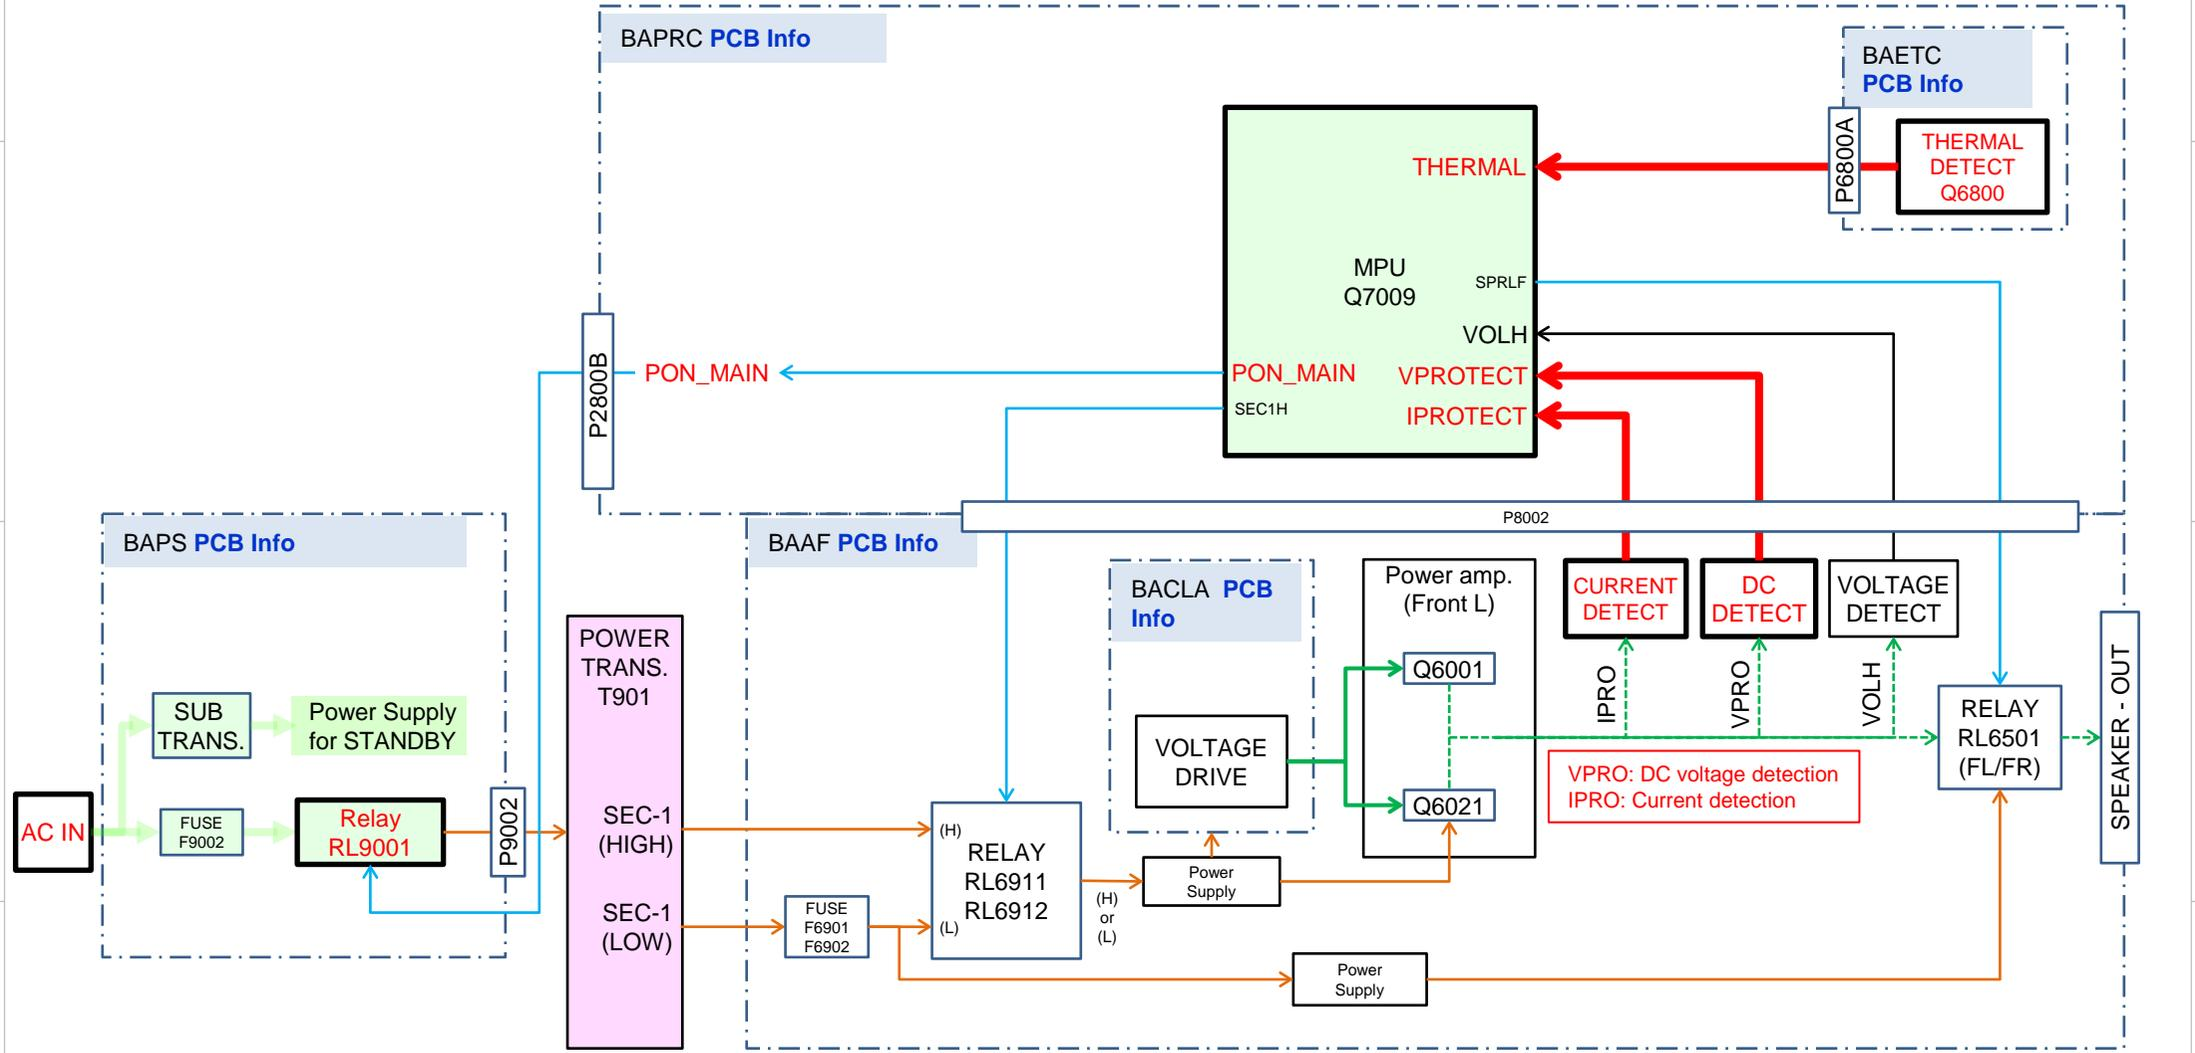 BAPRC PCB Info
BAETC
PCB Info
P6800A
THERMAL
DETECT
Q6800
THERMAL
MPU
Q7009
SPRLF
VOLH
PON_MAIN
VPROTECT
SEC1H
IPROTECT
P2800B
PON_MAIN
P8002
BAPS PCB Info
BAAF PCB Info
BACLA PCB
Info
Power amp.
(Front L)
CURRENT
DETECT
DC
DETECT
VOLTAGE
DETECT
POWER
TRANS.
T901
SEC-1
(HIGH)
SEC-1
(LOW)
SUB
TRANS.
Power Supply
for STANDBY
AC IN
FUSE
F9002
Relay
RL9001
P9002
VOLTAGE
DRIVE
Q6001
Q6021
IPRO
VPRO
VOLH
VPRO: DC voltage detection
IPRO: Current detection
RELAY
RL6501
(FL/FR)
SPEAKER - OUT
(H)
RELAY
RL6911
RL6912
(L)
FUSE
F6901
F6902
(H)
or
(L)
Power
Supply
Power
Supply